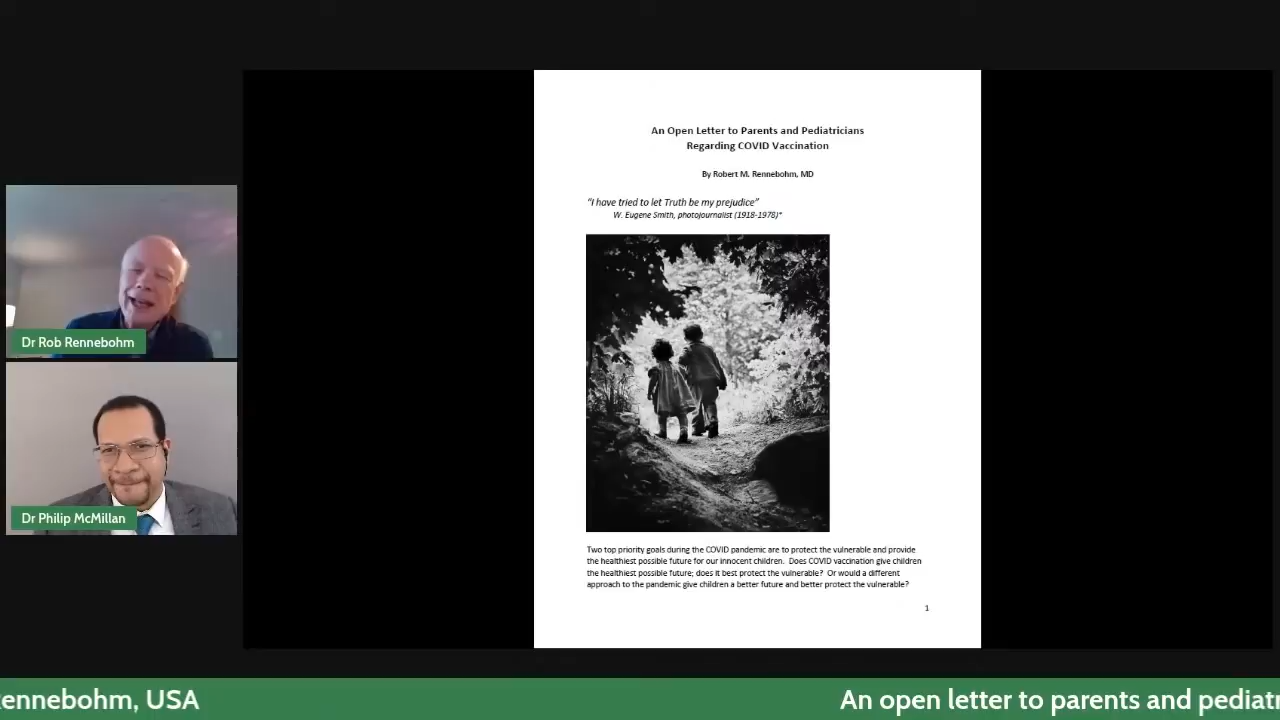 Dr Rob Rennebohm
Dr Philip McMillan
An Open Letter to Parents and Pediatricians
Regarding COVID Vaccination
By Robert M. Rennebohm, MD
“I have tried to let Truth be my prejudice”
W. Eugene Smith, photojournalist (1918-1978)*
Two top priority goals during the COVID pandemic are to protect the vulnerable and provide
the healthiest possible future for our innocent children. Does COVID vaccination give children
the healthiest possible future; does it best protect the vulnerable? Or would a different
approach to the pandemic give children a better future and better protect the vulnerable?
1
ennebohm, USA
An open letter to parents and pediatr